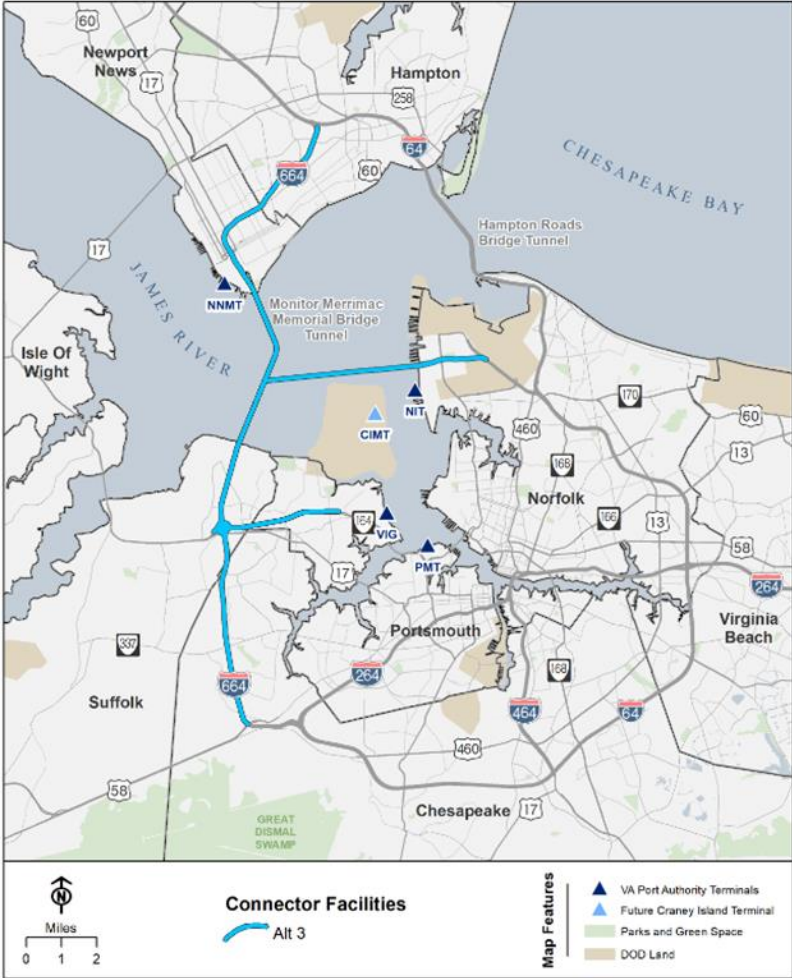 60
Newport
News
17
Hampton
258
64
664
60
CHESAPEAKE BAY
Hampton Roads
Bridge Tunnel
17
JAMES RIVER
NNMT
Monitor Merrimac
Memorial Bridge
Tunnel
Isle Of
Wight
NIT
170
60
CIMT
460
13
168
Norfolk
164
VIG
166
13
58
PMT
17
264
Virginia
Beach
337
Portsmouth
Suffolk
664
264
168
464
64
460
58
Chesapeake
17
GREAT
DISMAL
SWAMP
N
Miles
0 1 2
Connector Facilities
Alt 3
Map Features
VA Port Authority Terminals
Future Craney Island Terminal
Parks and Green Space
DOD Land